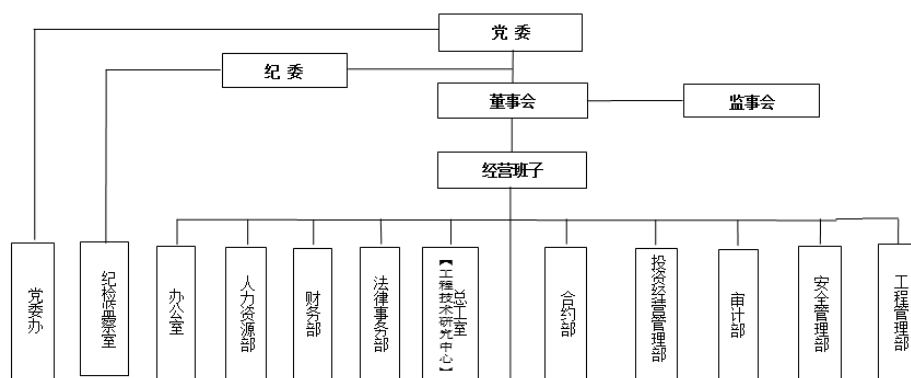 党 委
纪 委
董事会
监事会
经营班子
党委办
纪检监察室
办公室
人力资源部
财务部
法律事务部
总工室
【工程技术研究中心】
合约部
投资经营管理部
审计部
安全管理部
工程管理部